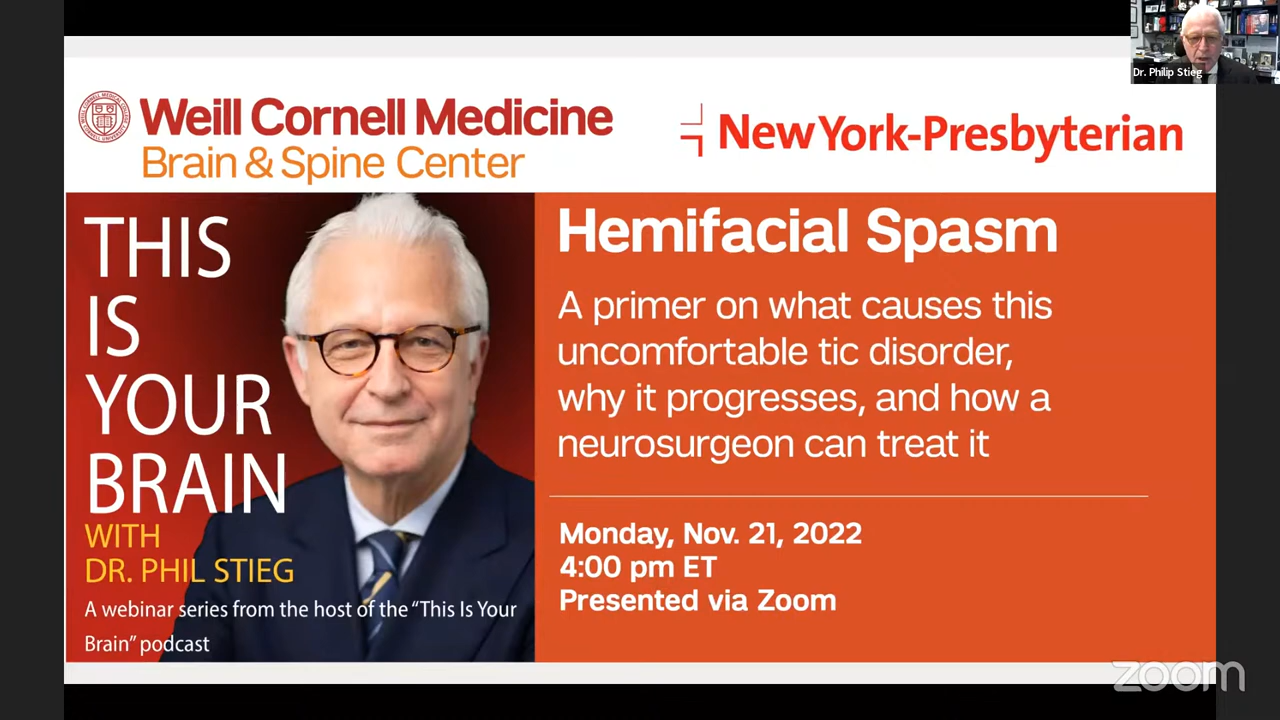 Dr. Philip Stieg
Weill Cornell Medicine
Brain & Spine Center
NewYork-Presbyterian
THIS
IS
YOUR
BRAIN
WITH
DR. PHIL STIEG
A webinar series from the host of the “This Is Your
Brain” podcast
Hemifacial Spasm
A primer on what causes this
uncomfortable tic disorder,
why it progresses, and how a
neurosurgeon can treat it
Monday, Nov. 21, 2022
4:00 pm ET
Presented via Zoom
zoom